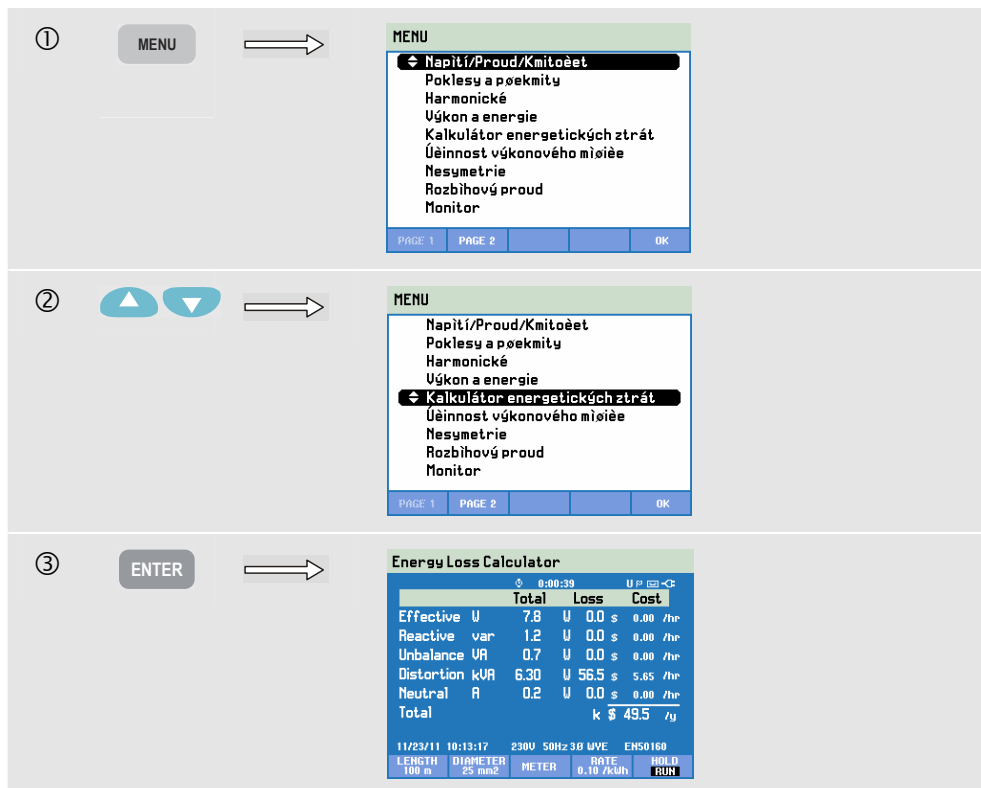 ①
MENU
MENU
Napìtí/Proud/Kmitoèet
Poklesy a pøekmity
Harmonické
Výkon a energie
Kalkulátor energetických ztrát
Úèinnost výkonového mìøièe
Nesymetrie
Rozbìhový proud
Monitor
PAGE 1 PAGE 2 OK
②
MENU
Napìtí/Proud/Kmitoèet
Poklesy a pøekmity
Harmonické
Výkon a energie
Kalkulátor energetických ztrát
Úèinnost výkonového mìøièe
Nesymetrie
Rozbìhový proud
Monitor
PAGE 1 PAGE 2 OK
③
ENTER
Energy Loss Calculator
0:00:39 U P
Total Loss Cost
Effective W 7.8 W 0.0 $ 0.00 /hr
Reactive var 1.2 W 0.0 $ 0.00 /hr
Unbalance VA 0.7 W 0.0 $ 0.00 /hr
Distortion kVA 6.30 W 56.5 $ 5.65 /hr
Neutral A 0.2 W 0.0 $ 0.00 /hr
Total k $ 49.5 /y
11/23/11 10:13:17 230V 50Hz 3Ø WYE EN50160
LENGTH DIAMETER METER RATE HOLD
100 m 25 mm2 0.10 /kWh RUN